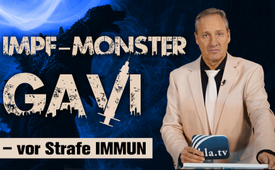 IMPF-MONSTER
GAVI
– vor Strafe IMMUN
la.tv